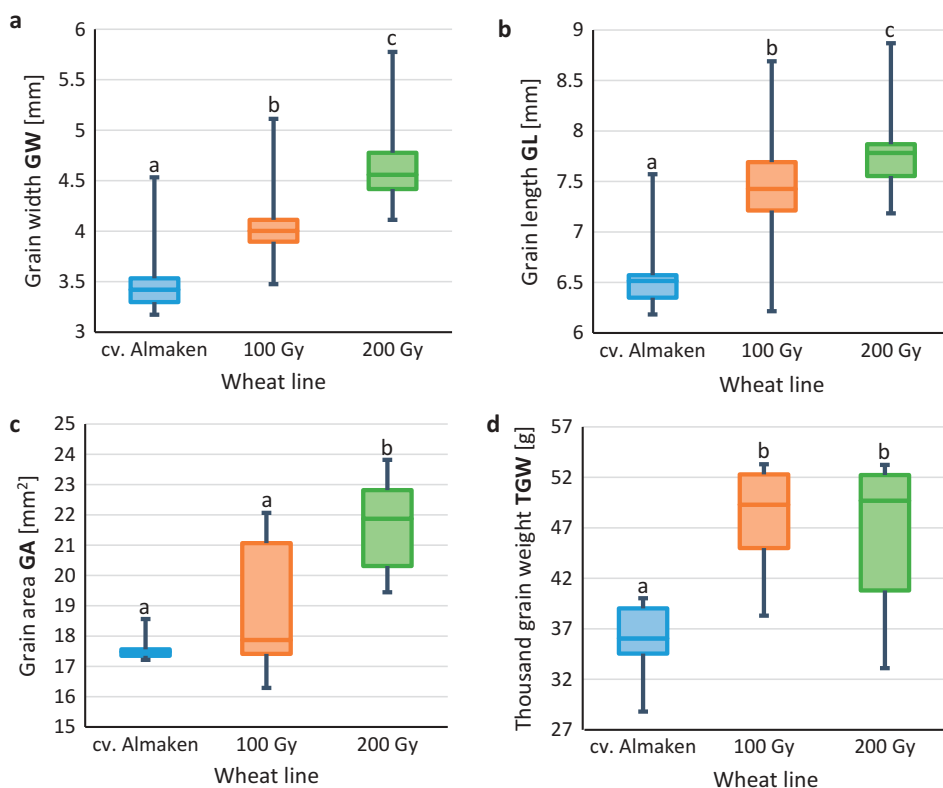 a
Grain width GW [mm]
6
5.5
5
4.5
4
3.5
3
a
b
c
cv. Almaken 100 Gy 200 Gy
Wheat line
b
Grain length GL [mm]
9
8.5
8
7.5
7
6.5
6
a
b
c
cv. Almaken 100 Gy 200 Gy
Wheat line
c
Grain area GA [mm²]
25
24
23
22
21
20
19
18
17
16
15
a
a
b
cv. Almaken 100 Gy 200 Gy
Wheat line
d
Thousand grain weight TGW [g]
57
52
47
42
37
32
27
a
b
b
cv. Almaken 100 Gy 200 Gy
Wheat line